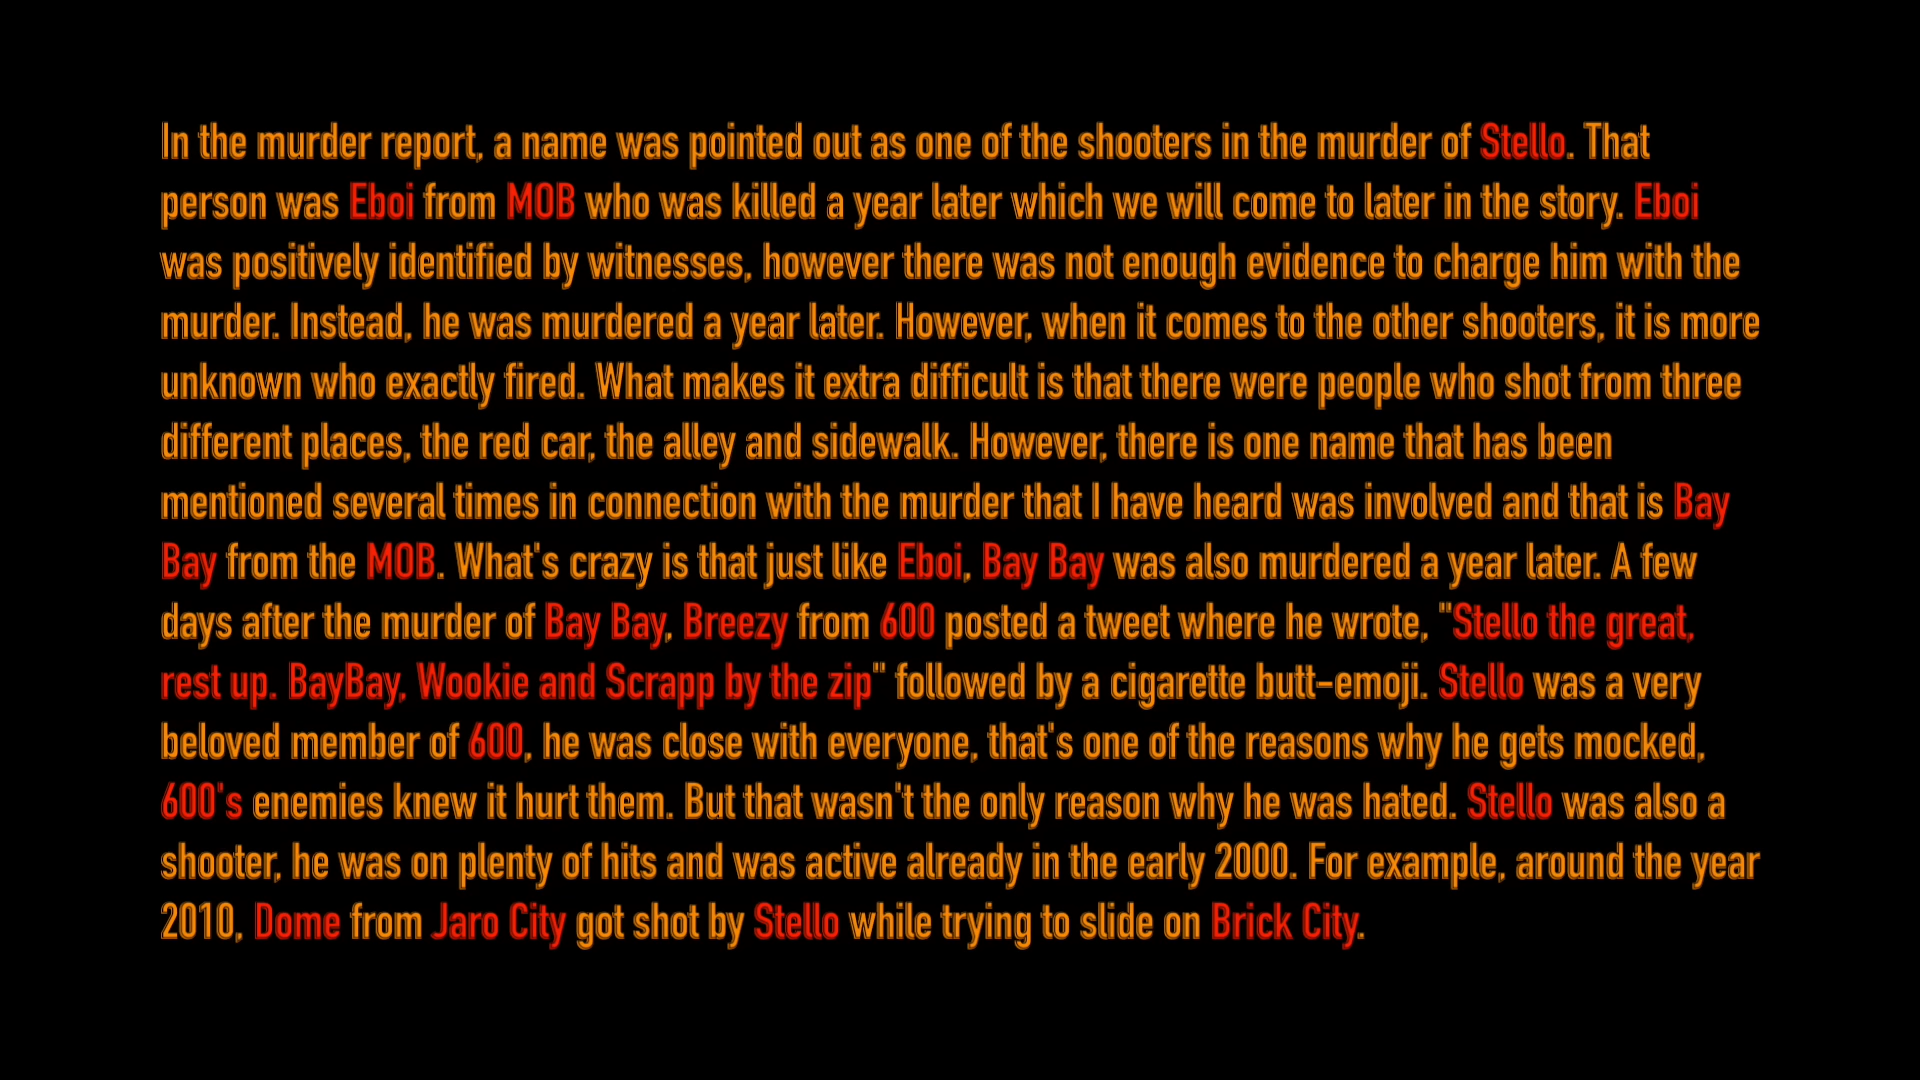 In the murder report, a name was pointed out as one of the shooters in the murder of Stello. That
person was Eboi from MOB who was killed a year later which we will come to later in the story. Eboi
was positively identified by witnesses, however there was not enough evidence to charge him with the
murder. Instead, he was murdered a year later. However, when it comes to the other shooters, it is more
unknown who exactly fired. What makes it extra difficult is that there were people who shot from three
different places, the red car, the alley and sidewalk. However, there is one name that has been
mentioned several times in connection with the murder that I have heard was involved and that is Bay
Bay from the MOB. What's crazy is that just like Eboi, Bay Bay was also murdered a year later. A few
days after the murder of Bay Bay, Breezy from 600 posted a tweet where he wrote, "Stello the great,
rest up. BayBay, Wookie and Scrapp by the zip" followed by a cigarette butt-emoji. Stello was a very
beloved member of 600, he was close with everyone, that's one of the reasons why he gets mocked,
600's enemies knew it hurt them. But that wasn't the only reason why he was hated. Stello was also a
shooter, he was on plenty of hits and was active already in the early 2000. For example, around the year
2010, Dome from Jaro City got shot by Stello while trying to slide on Brick City.